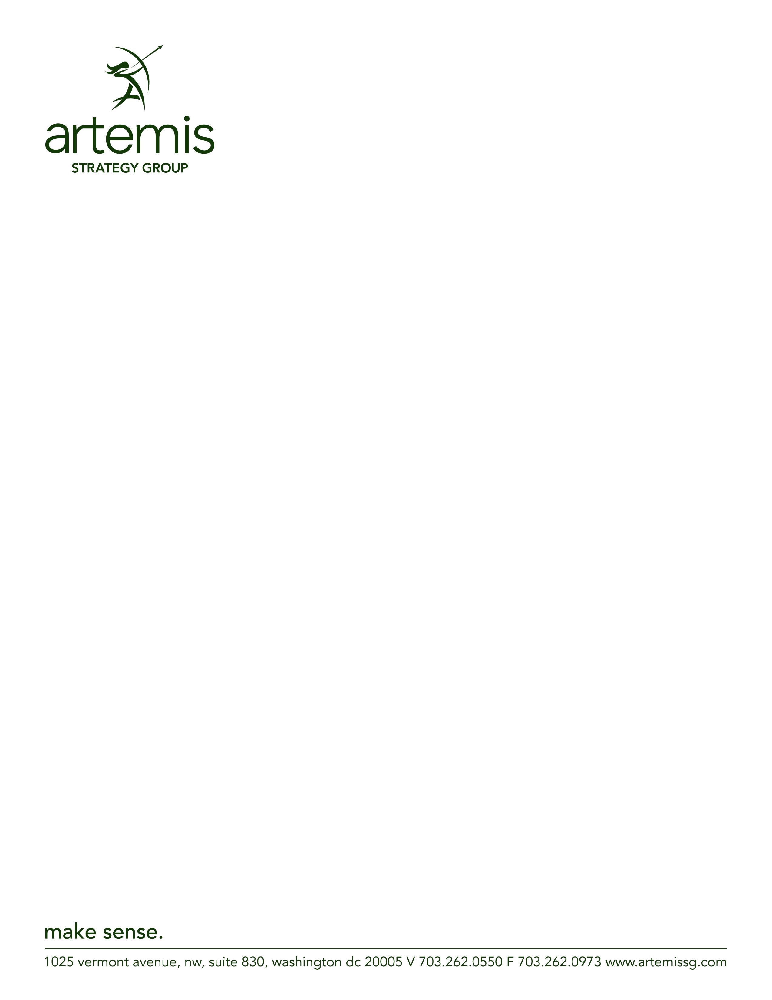 artemis
STRATEGY GROUP
make sense.
1025 vermont avenue, nw, suite 830, washington dc 20005 V 703.262.0550 F 703.262.0973 www.artemissg.com